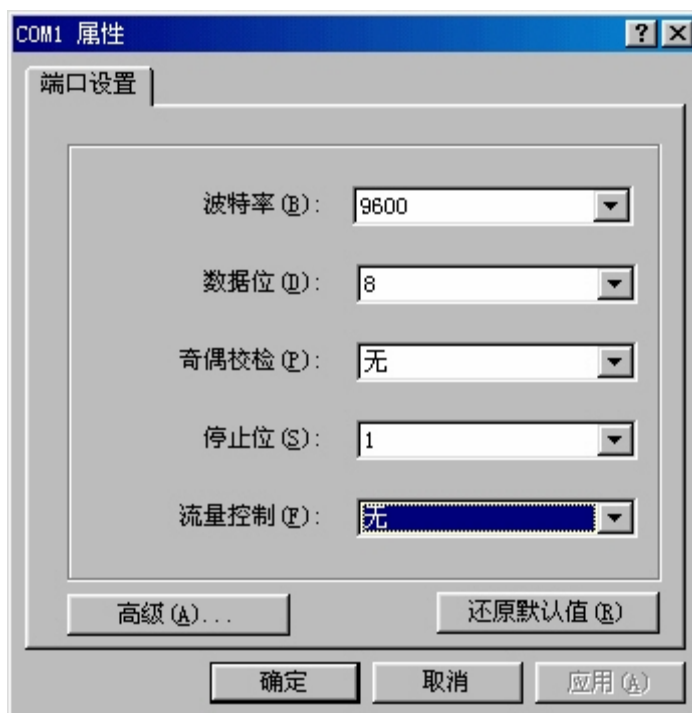 COM1 属性
端口设置
波特率(B): 9600
数据位(D): 8
奇偶校检(P): 无
停止位(S): 1
流量控制(F): 无
高级(A)... 还原默认值(R)
确定 取消 应用(A)